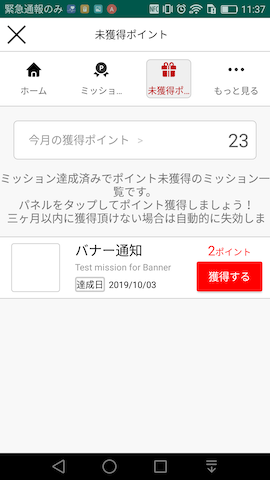 緊急通報のみ 11:37
未獲得ポイント
ホーム ミッショ... 未獲得ポ... もっと見る
今月の獲得ポイント > 23
ミッション達成済みでポイント未獲得のミッション一
覧です。
パネルをタップしてポイント獲得しましょう！
三ヶ月以内に獲得頂けない場合は自動的に失効しま
バナー通知
2ポイント
Test mission for Banner
獲得する
達成日 2019/10/03